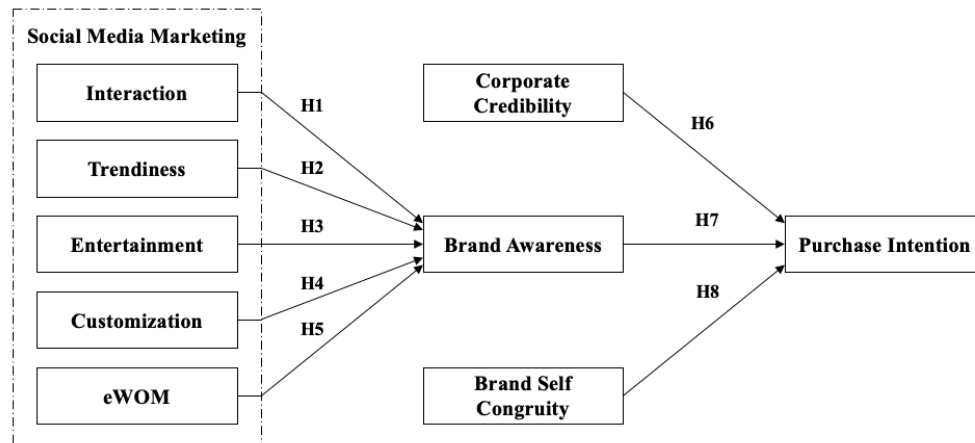 Social Media Marketing
Interaction
Trendiness
Entertainment
Customization
eWOM
H1
H2
H3
H4
H5
Corporate
Credibility
Brand Awareness
Brand Self
Congruity
H6
H7
H8
Purchase Intention